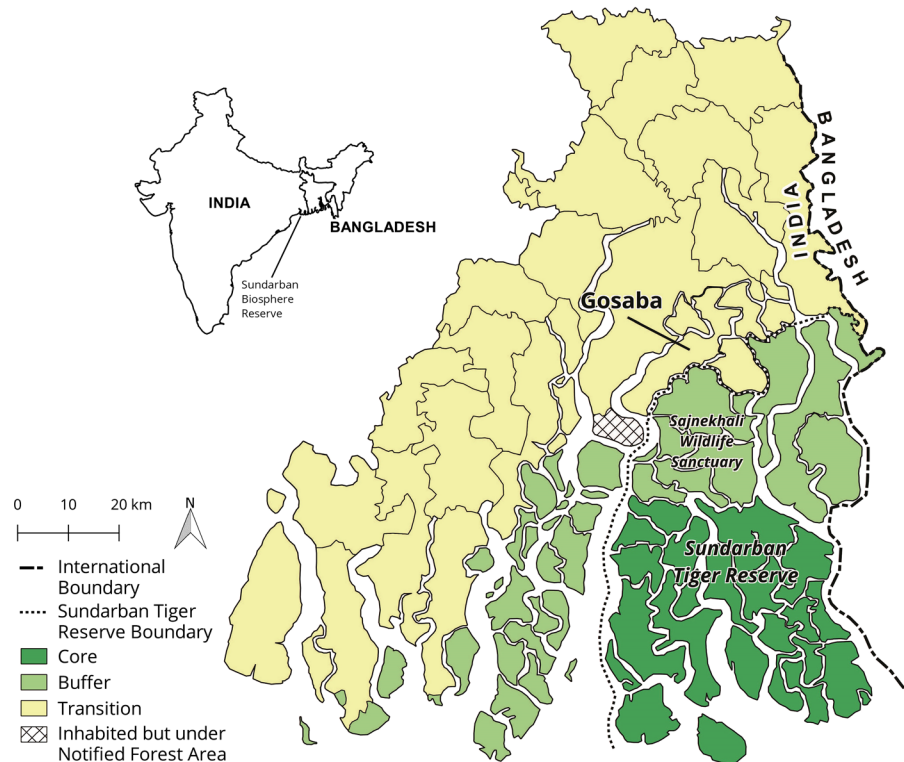 INDIA
BANGLADESH
Sundarban
Biosphere
Reserve
BANGLADESH
INDIA
Gosaba
Sajnekhali
Wildlife
Sanctuary
Sundarban
Tiger Reserve
0 10 20 km
N
International
Boundary
Sundarban Tiger
Reserve Boundary
Core
Buffer
Transition
Inhabited but under
Notified Forest Area